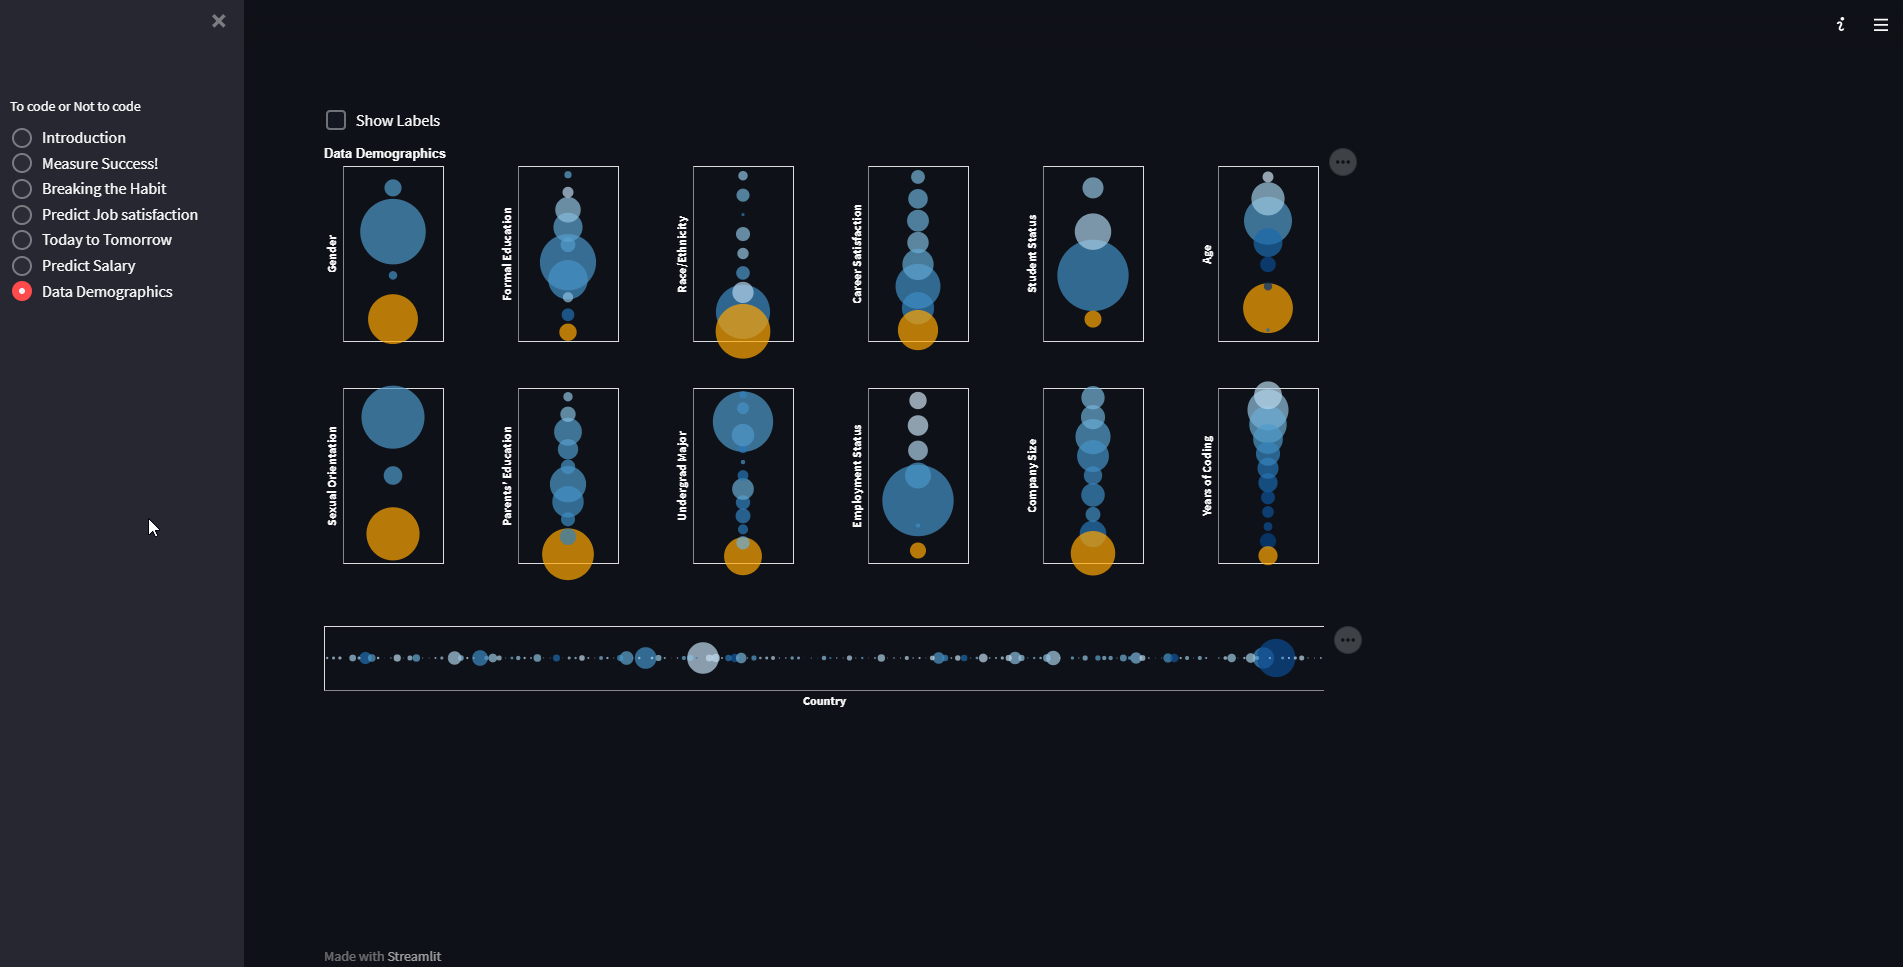 To code or Not to code
Introduction
Measure Success!
Breaking the Habit
Predict Job satisfaction
Today to Tomorrow
Predict Salary
Data Demographics
Show Labels
Data Demographics
Gender
Formal Education
Race/Ethnicity
Career Satisfaction
Student Status
Age
Sexual Orientation
Parents' Education
Undergrad Major
Employment Status
Company Size
Years of Coding
Country
Made with Streamlit